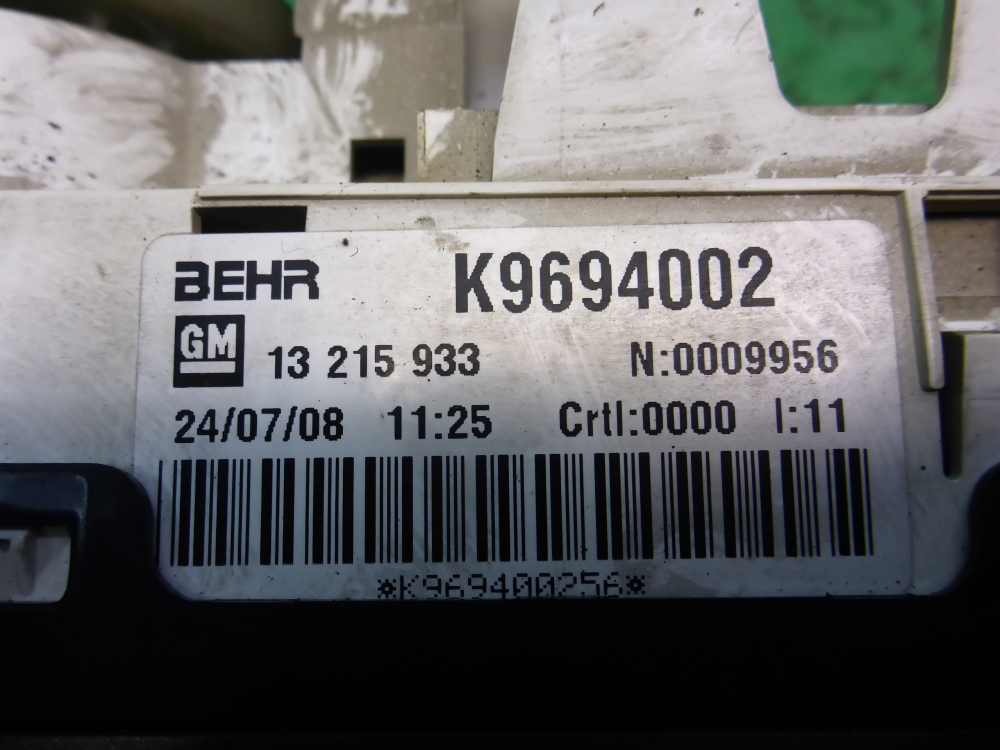 BEHR K9694002
GM 13 215 933 N:0009956
24/07/08 11:25 Crtl:0000 I:11
*K969400256*